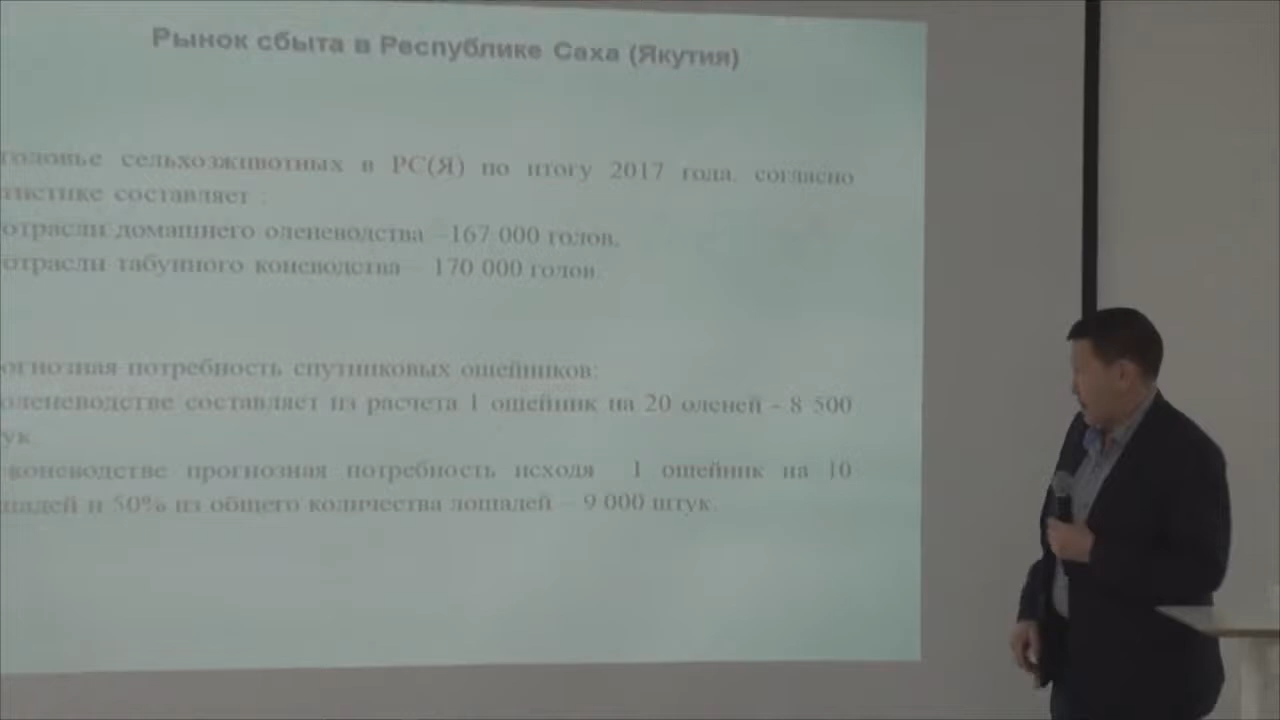 Рынок сбыта в Республике Саха (Якутия)
головье сельхозживотных в РС(Я) по итогу 2017 года, согласно
тистике составляет :
отрасли домашнего оленеводства –167 000 голов.
отрасли табунного коневодства – 170 000 голов.
огнозная потребность спутниковых ошейников:
оленеводстве составляет из расчета 1 ошейник на 20 оленей - 8 500
ук
коневодстве прогнозная потребность исходя 1 ошейник на 10
шадей и 50% из общего количества лошадей – 9 000 штук.